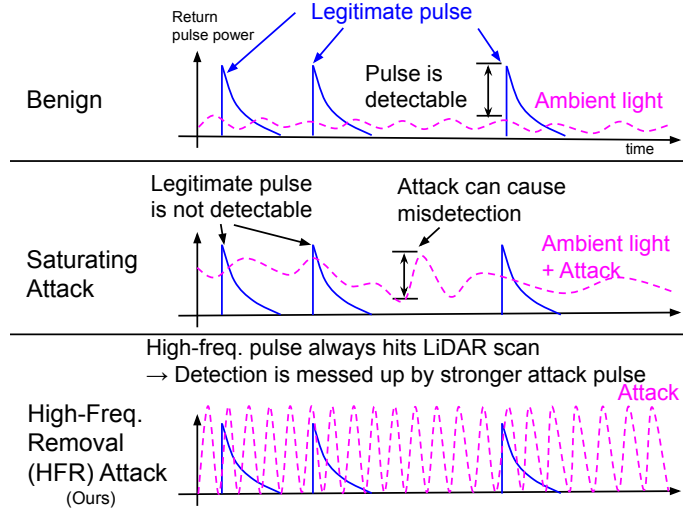 Return
pulse power
Legitimate pulse
Benign
Pulse is
detectable
Ambient light
time
Legitimate pulse
is not detectable
Attack can cause
misdetection
Saturating
Attack
Ambient light
+ Attack
High-freq. pulse always hits LiDAR scan
→ Detection is messed up by stronger attack pulse
Attack
High-Freq.
Removal
(HFR) Attack
(Ours)